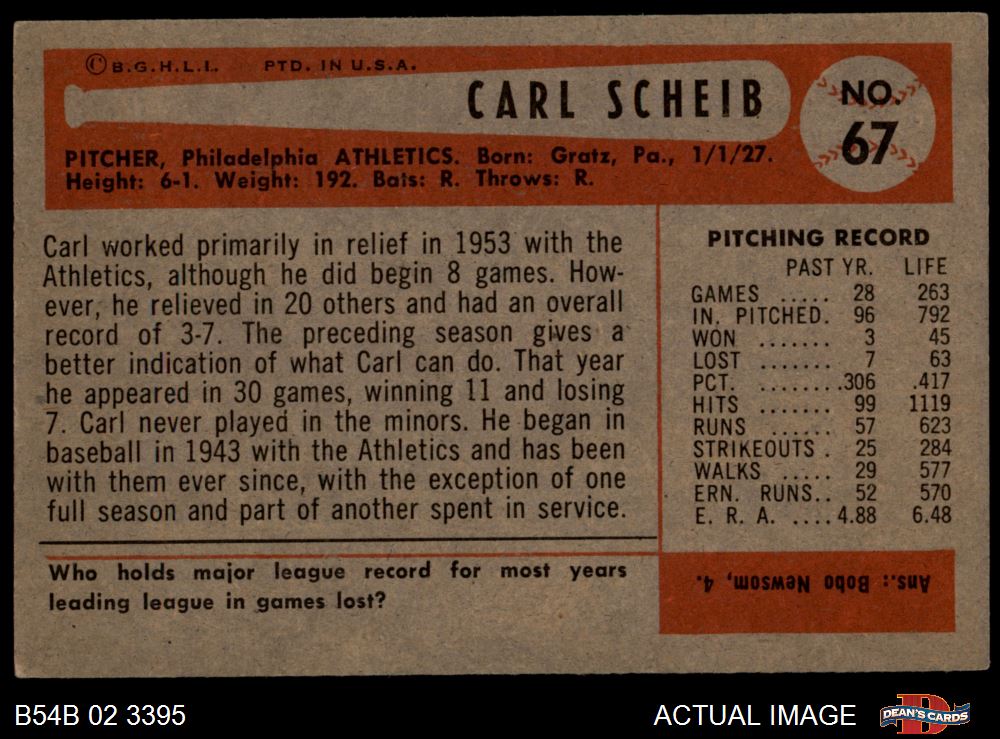 © B.G.H.L.I. PTD. IN U.S.A.
CARL SCHEIB
NO.
67
PITCHER, Philadelphia ATHLETICS. Born: Gratz, Pa., 1/1/27.
Height: 6-1. Weight: 192. Bats: R. Throws: R.
Carl worked primarily in relief in 1953 with the
Athletics, although he did begin 8 games. How-
ever, he relieved in 20 others and had an overall
record of 3-7. The preceding season gives a
better indication of what Carl can do. That year
he appeared in 30 games, winning 11 and losing
7. Carl never played in the minors. He began in
baseball in 1943 with the Athletics and has been
with them ever since, with the exception of one
full season and part of another spent in service.
PITCHING RECORD
PAST YR. LIFE
GAMES ..... 28 263
IN. PITCHED. 96 792
WON ....... 3 45
LOST ....... 7 63
PCT. ........306 .417
HITS ....... 99 1119
RUNS ...... 57 623
STRIKEOUTS . 25 284
WALKS ..... 29 577
ERN. RUNS.. 52 570
E. R. A. ....4.88 6.48
Who holds major league record for most years
leading league in games lost?
Ans.: Bobo Newsom, 4.
B54B 02 3395
ACTUAL IMAGE
D
DEAN'S CARDS